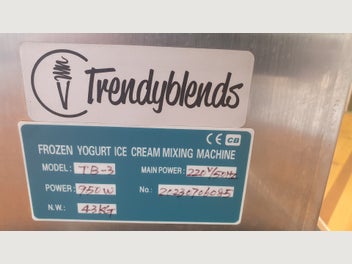 Trendyblends
CE CB
FROZEN YOGURT ICE CREAM MIXING MACHINE
MODEL: TB-3 MAIN POWER: 220V/50Hz
POWER: 750W No.: 20230706085
N.W.: 43KG